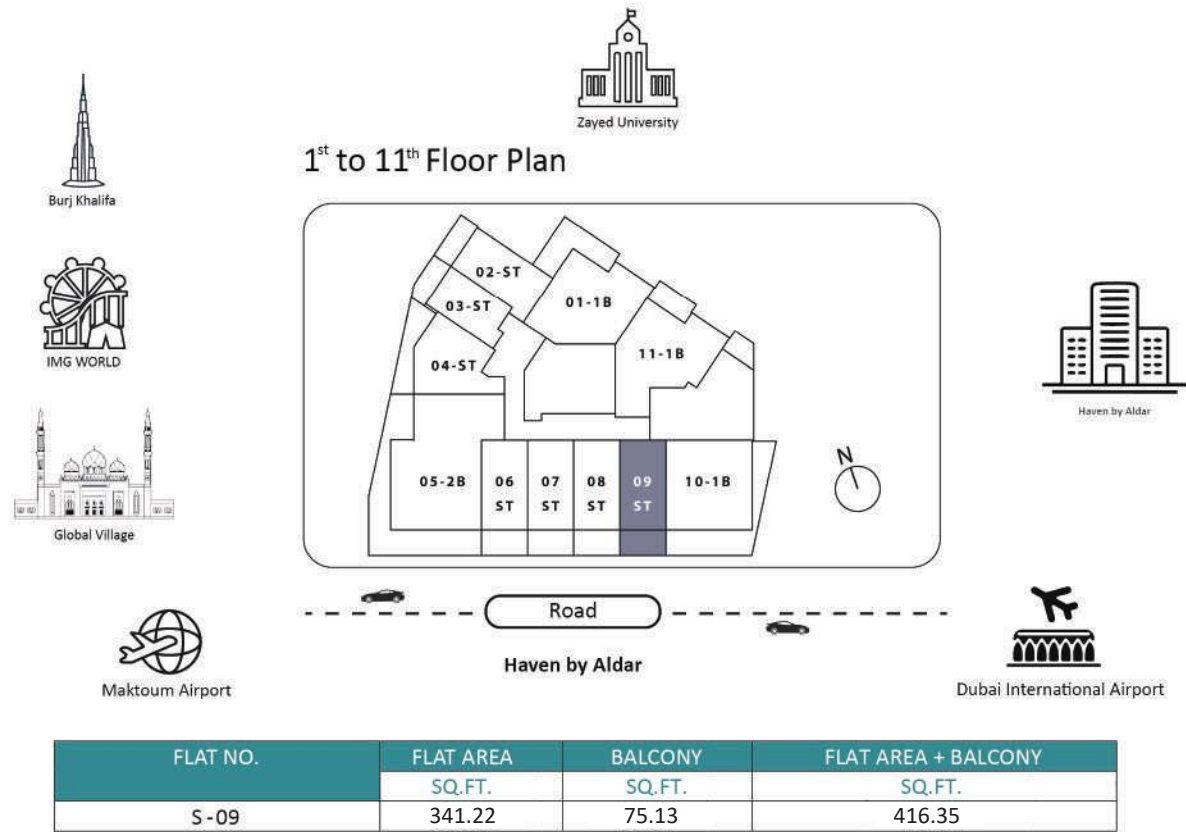 Zayed University
Burj Khalifa
1st to 11th Floor Plan
02-ST
03-ST
01-1B
04-ST
11-1B
IMG WORLD
Haven by Aldar
05-2B
06
ST
07
ST
08
ST
09
ST
10-1B
N
Global Village
Road
Haven by Aldar
Maktoum Airport
Dubai International Airport
FLAT NO. FLAT AREA BALCONY FLAT AREA + BALCONY
SQ.FT. SQ.FT. SQ.FT.
S-09 341.22 75.13 416.35